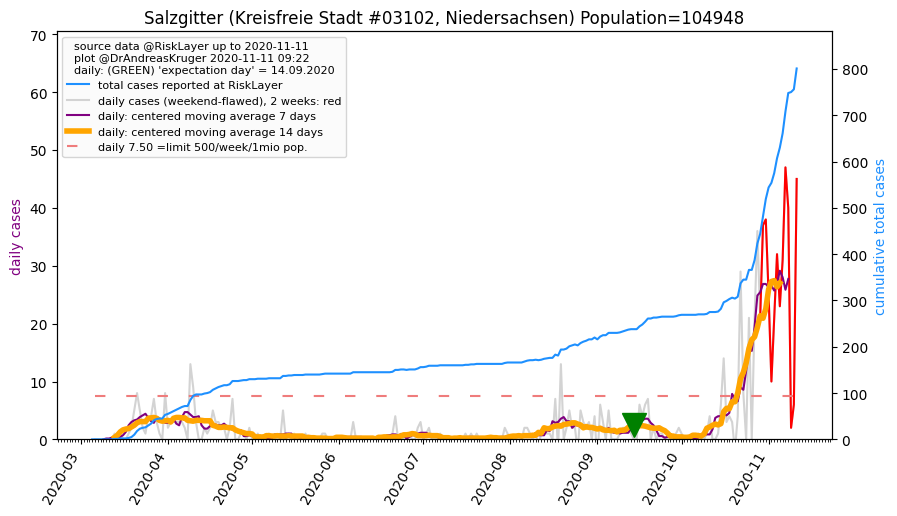 Salzgitter (Kreisfreie Stadt #03102, Niedersachsen) Population=104948
source data @RiskLayer up to 2020-11-11
plot @DrAndreasKruger 2020-11-11 09:22
daily: (GREEN) 'expectation day' = 14.09.2020
total cases reported at RiskLayer
daily cases (weekend-flawed), 2 weeks: red
daily: centered moving average 7 days
daily: centered moving average 14 days
daily 7.50 =limit 500/week/1mio pop.
daily cases
70
60
50
40
30
20
10
0
800
700
600
500
400
300
200
100
0
cumulative total cases
2020-03
2020-04
2020-05
2020-06
2020-07
2020-08
2020-09
2020-10
2020-11